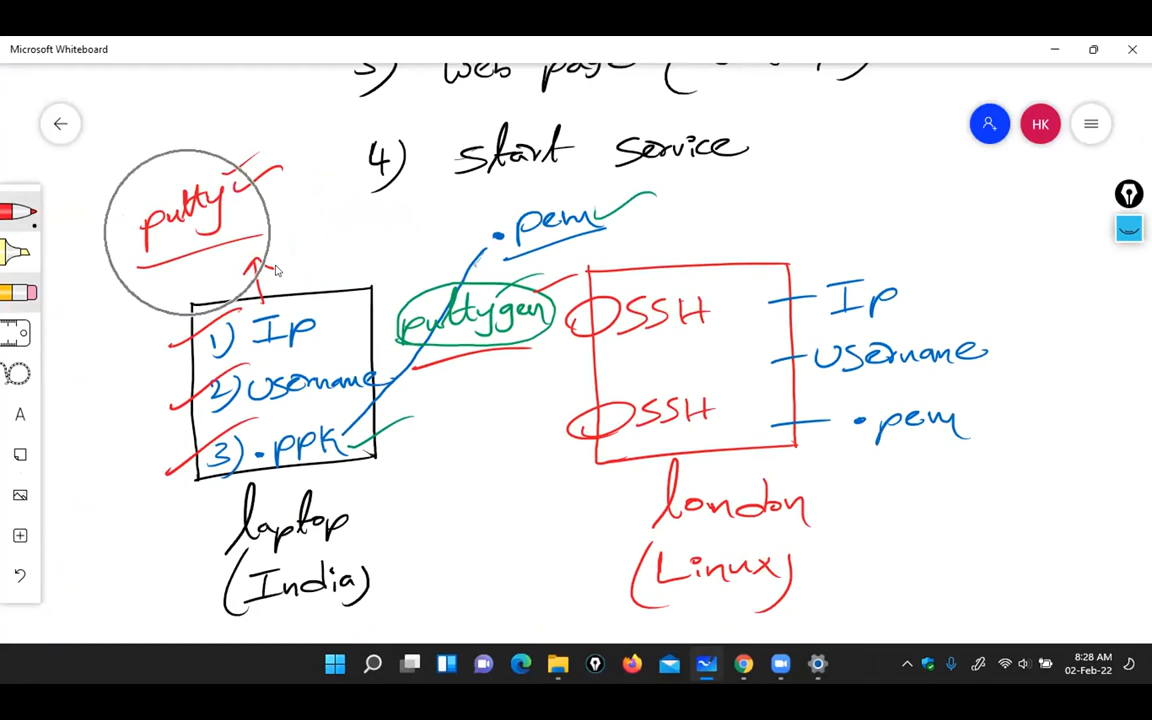 Microsoft Whiteboard
3) Web page (
HK
4) start service
putty
.pem
1) Ip
puttygen
SSH
Ip
2) Username
Username
3) .ppk
SSH
.pem
laptop
(India)
london
(Linux)
A
8:28 AM
02-Feb-22